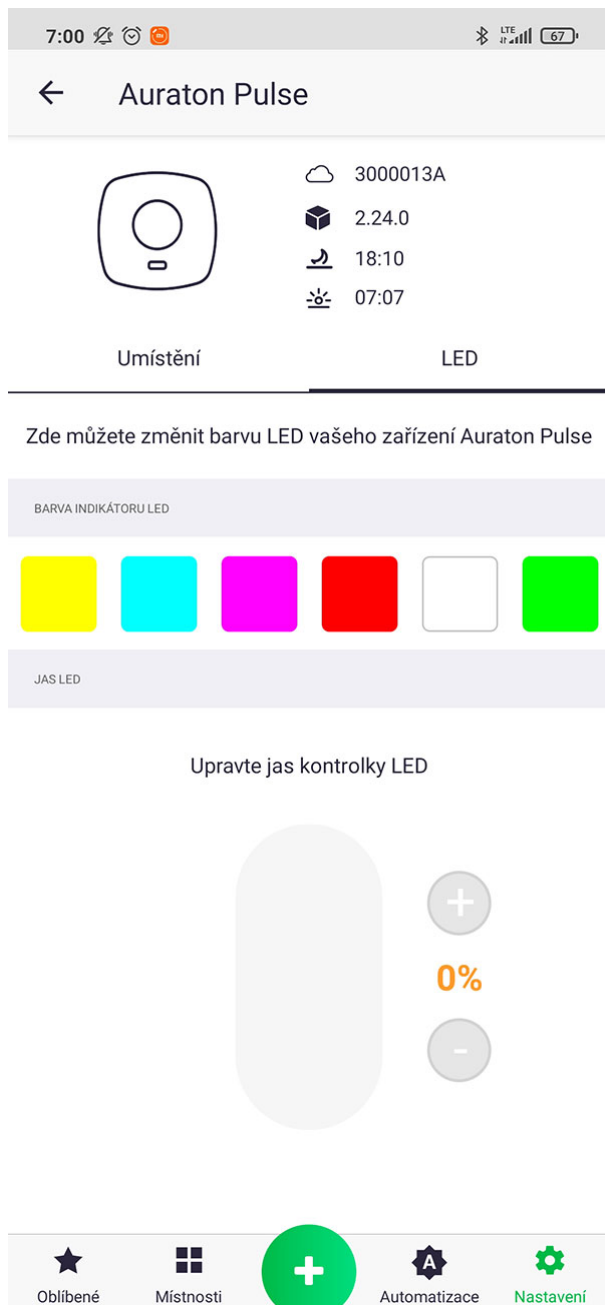 7:00
LTE
67
Auraton Pulse
3000013A
2.24.0
18:10
07:07
Umístění
LED
Zde můžete změnit barvu LED vašeho zařízení Auraton Pulse
BARVA INDIKÁTORU LED
JAS LED
Upravte jas kontrolky LED
+
0%
-
+
A
Oblíbené
Místnosti
Automatizace
Nastavení